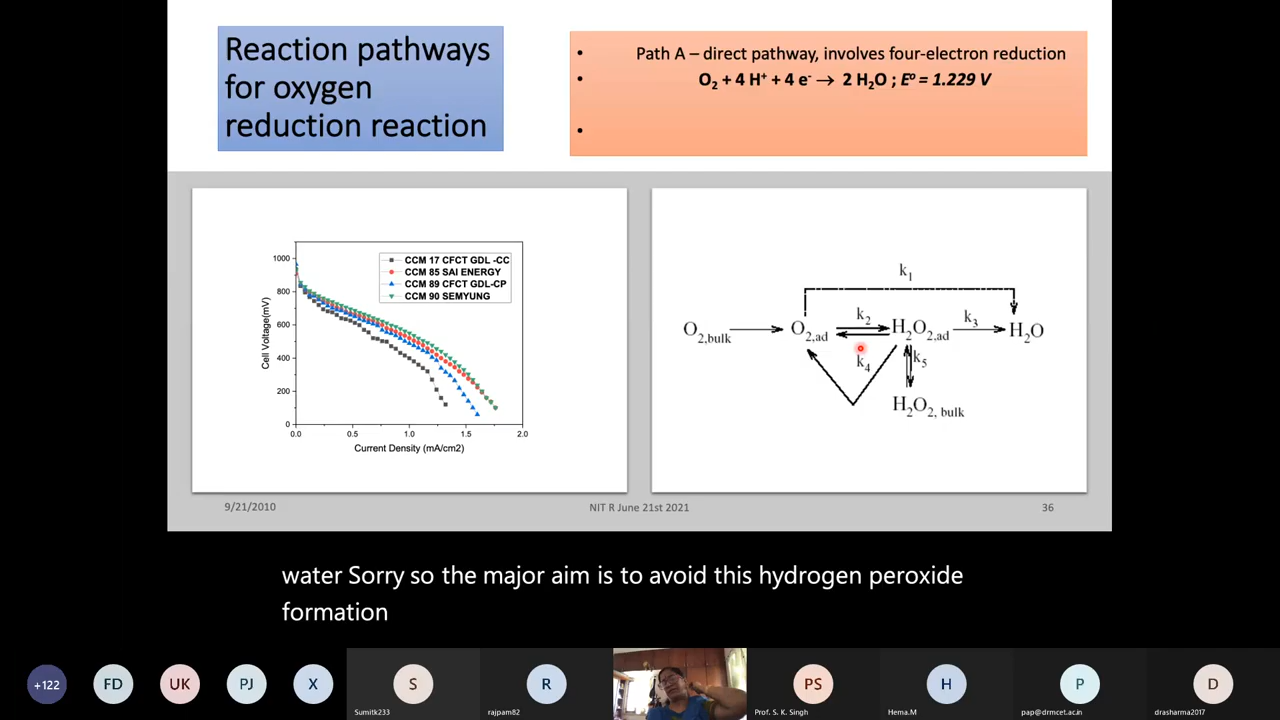 Reaction pathways
for oxygen
reduction reaction
• Path A – direct pathway, involves four-electron reduction
• O₂ + 4 H⁺ + 4 e⁻ → 2 H₂O ; Eº = 1.229 V
•
1000
800
600
400
200
0
0.0 0.5 1.0 1.5 2.0
Cell Voltage(mV)
Current Density (mA/cm2)
CCM 17 CFCT GDL -CC
CCM 85 SAI ENERGY
CCM 89 CFCT GDL-CP
CCM 90 SEMYUNG
k₁
O₂,bulk O₂,ad k₂ H₂O₂,ad k₃ H₂O
k₄ k₅
H₂O₂, bulk
9/21/2010 NIT R June 21st 2021 36
water Sorry so the major aim is to avoid this hydrogen peroxide
formation
+122 FD UK PJ X S R PS H P D
Sumitk233 rajpam82 Prof. S. K. Singh Hema.M pap@drmcet.ac.in drasharma2017